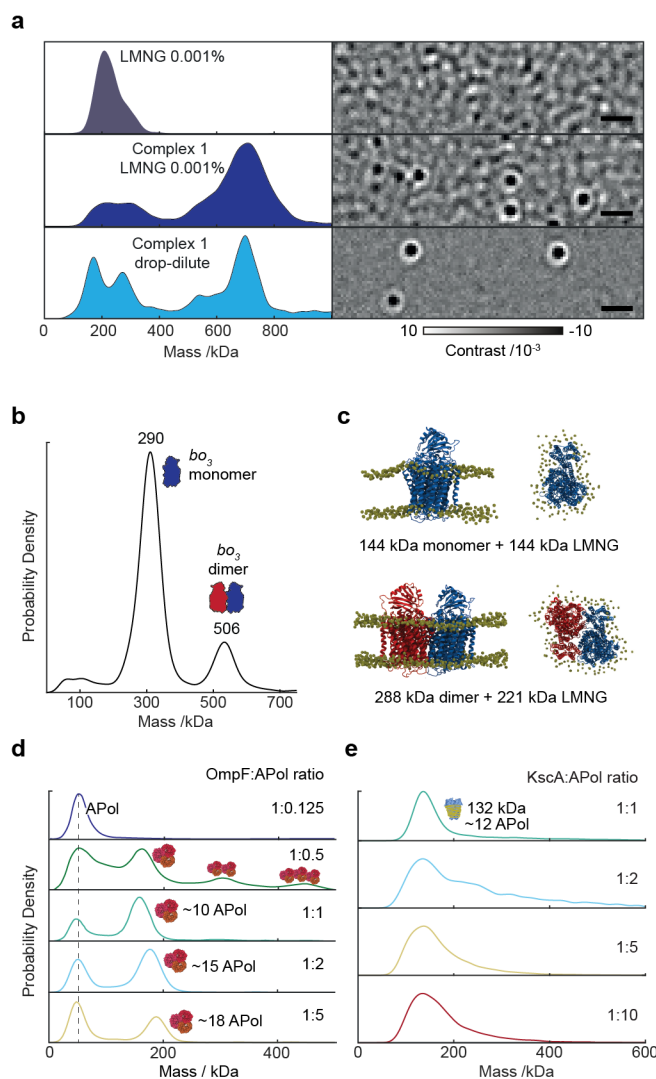 a
LMNG 0.001%
Complex 1
LMNG 0.001%
Complex 1
drop-dilute
0 200 400 600 800
Mass /kDa
10 -10
Contrast /10-3
b
Probability Density
290
bo3
monomer
bo3
dimer
506
100 300 500 700
Mass /kDa
c
144 kDa monomer + 144 kDa LMNG
288 kDa dimer + 221 kDa LMNG
d
Probability Density
OmpF:APol ratio
APol
1:0.125
1:0.5
1:1
~10 APol
1:2
~15 APol
1:5
~18 APol
0 200 400
Mass / kDa
e
KscA:APol ratio
132 kDa
~12 APol
1:1
1:2
1:5
1:10
0 200 400 600
Mass /kDa